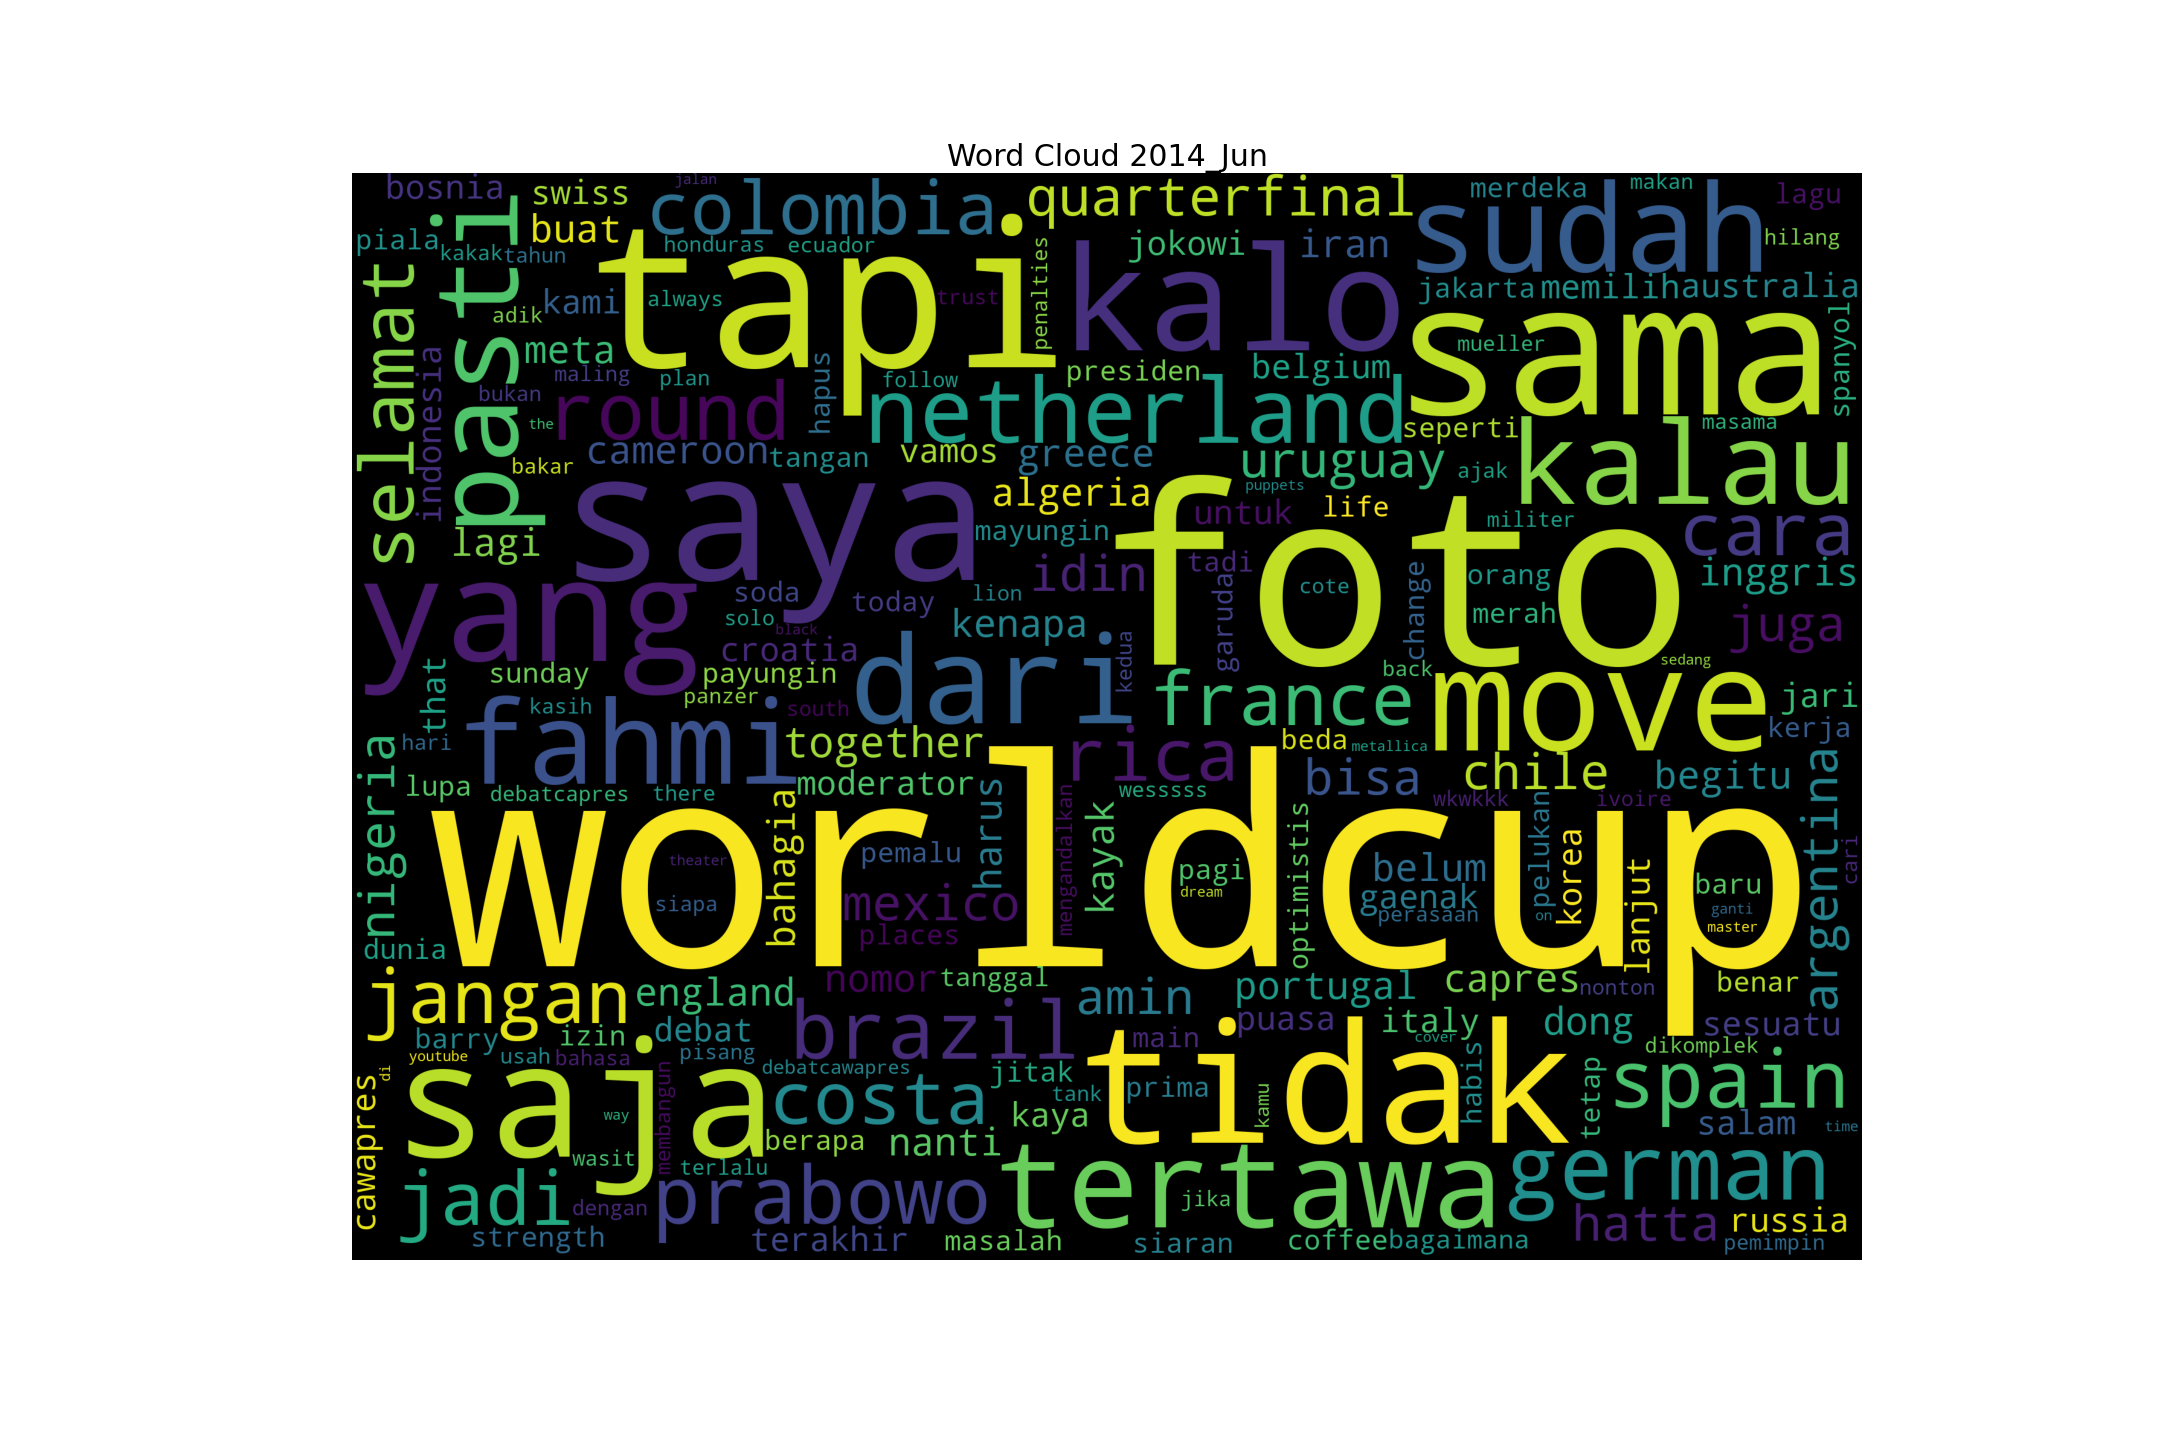 Word Cloud 2014_Jun
bosnia
swiss
jalan
colombia
quarterfinal
merdeka
makan
lagu
piala
kakak
tahun
buat
pasti
honduras
ecuador
tapi
jokowi
iran
sudah
hilang
selamat
adik
kami
always
trust
penalties
kalo
jakarta
memilih
australia
meta
maling
plan
hapus
follow
presiden
belgium
mueller
sama
spanyol
indonesia
bukan
the
round
netherland
seperti
masama
bakar
cameroon
tangan
vamos
greece
uruguay
ajak
kalau
lagi
saya
algeria
puppets
untuk
life
militer
cara
mayungin
foto
yang
soda
today
lion
idin
tadi
cote
change
orang
inggris
solo
black
kenapa
garuda
merah
juga
croatia
dari
kedua
sedang
that
sunday
payungin
panzer
france
back
move
jari
kasih
south
kerja
hari
fahmi
together
rica
beda
metallica
nigeria
lupa
debatcapres
there
moderator
harus
wesssss
bisa
chile
begitu
bahagia
mengandalkan
kayak
wkwkkk
ivoire
argentina
worldcup
theater
pemalu
pagi
optimistis
belum
pelukan
korea
cari
siapa
mexico
dream
gaenak
perasaan
on
lanjut
baru
ganti
master
dunia
places
jangan
england
nomor
tanggal
amin
portugal
capres
nonton
benar
barry
izin
debat
brazil
main
puasa
italy
dong
sesuatu
youtube
usah
bahasa
pisang
debatcawapres
jitak
cover
dikomplek
di
saja
membangun
costa
tank
prima
tidak
habis
tetap
spain
cawapres
way
kaya
kamu
salam
time
wasit
terlalu
berapa
nanti
tertawa
german
jadi
dengan
prabowo
jika
hatta
russia
strength
terakhir
masalah
siaran
coffee
bagaimana
pemimpin